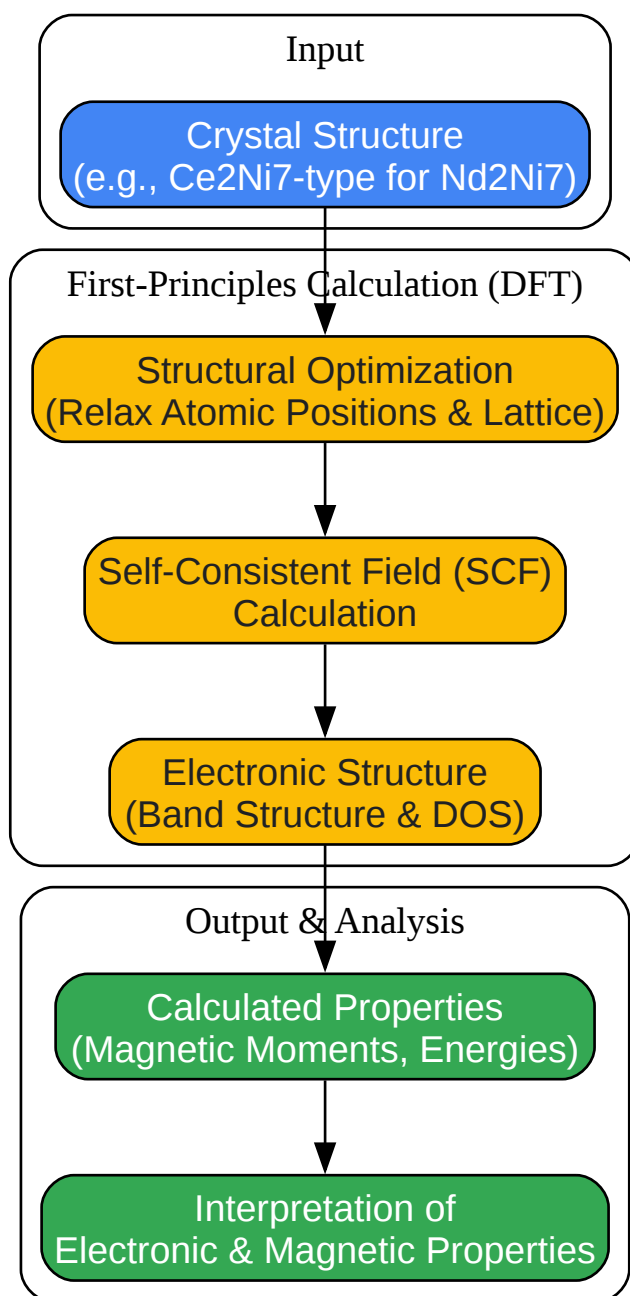 Input
Crystal Structure
(e.g., Ce2Ni7-type for Nd2Ni7)
First-Principles Calculation (DFT)
Structural Optimization
(Relax Atomic Positions & Lattice)
Self-Consistent Field (SCF)
Calculation
Electronic Structure
(Band Structure & DOS)
Output & Analysis
Calculated Properties
(Magnetic Moments, Energies)
Interpretation of
Electronic & Magnetic Properties